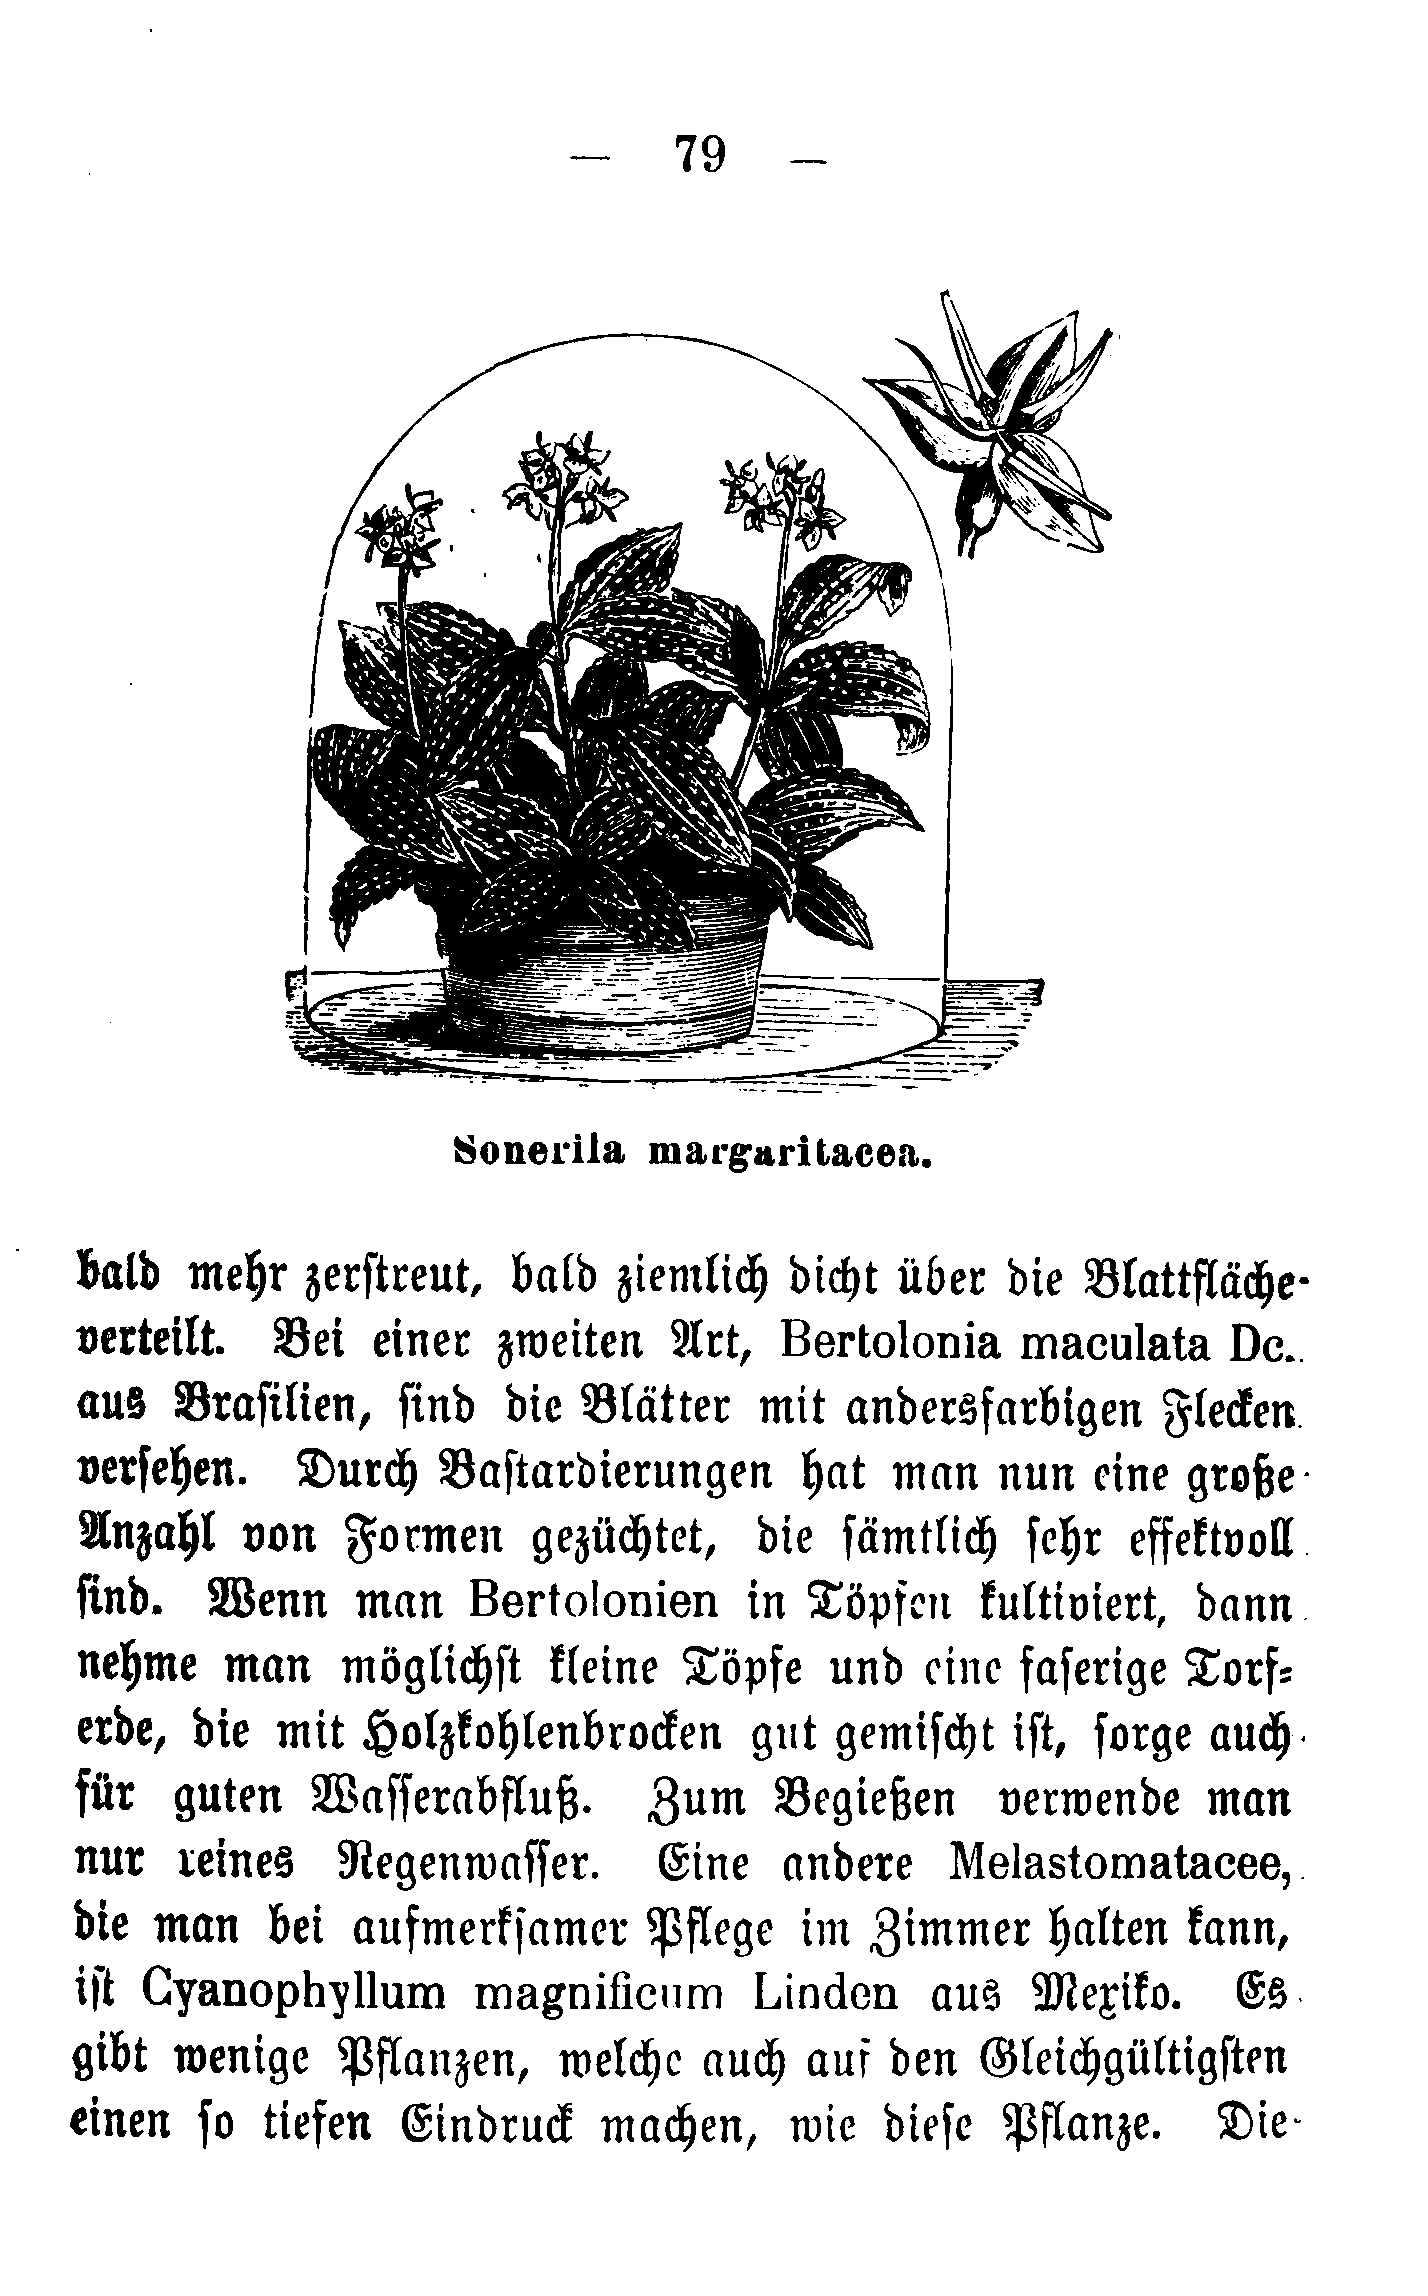 — 79 —
Sonerila margaritacea.
bald mehr zerſtreut, bald ziemlich dicht über die Blattfläche
verteilt. Bei einer zweiten Art, Bertolonia maculata Dc.
aus Braſilien, ſind die Blätter mit andersfarbigen Flecken
verſehen. Durch Baſtardierungen hat man nun eine große
Anzahl von Formen gezüchtet, die ſämtlich ſehr effektvoll
ſind. Wenn man Bertolonien in Töpfen kultiviert, dann
nehme man möglichſt kleine Töpfe und eine faſerige Torf-
erde, die mit Holzkohlenbrocken gut gemiſcht iſt, ſorge auch
für guten Waſſerabfluß. Zum Begießen verwende man
nur reines Regenwaſſer. Eine andere Melastomatacee,
die man bei aufmerkſamer Pflege im Zimmer halten kann,
iſt Cyanophyllum magnificum Linden aus Mexiko. Es
gibt wenige Pflanzen, welche auch auf den Gleichgültigſten
einen ſo tiefen Eindruck machen, wie dieſe Pflanze. Die